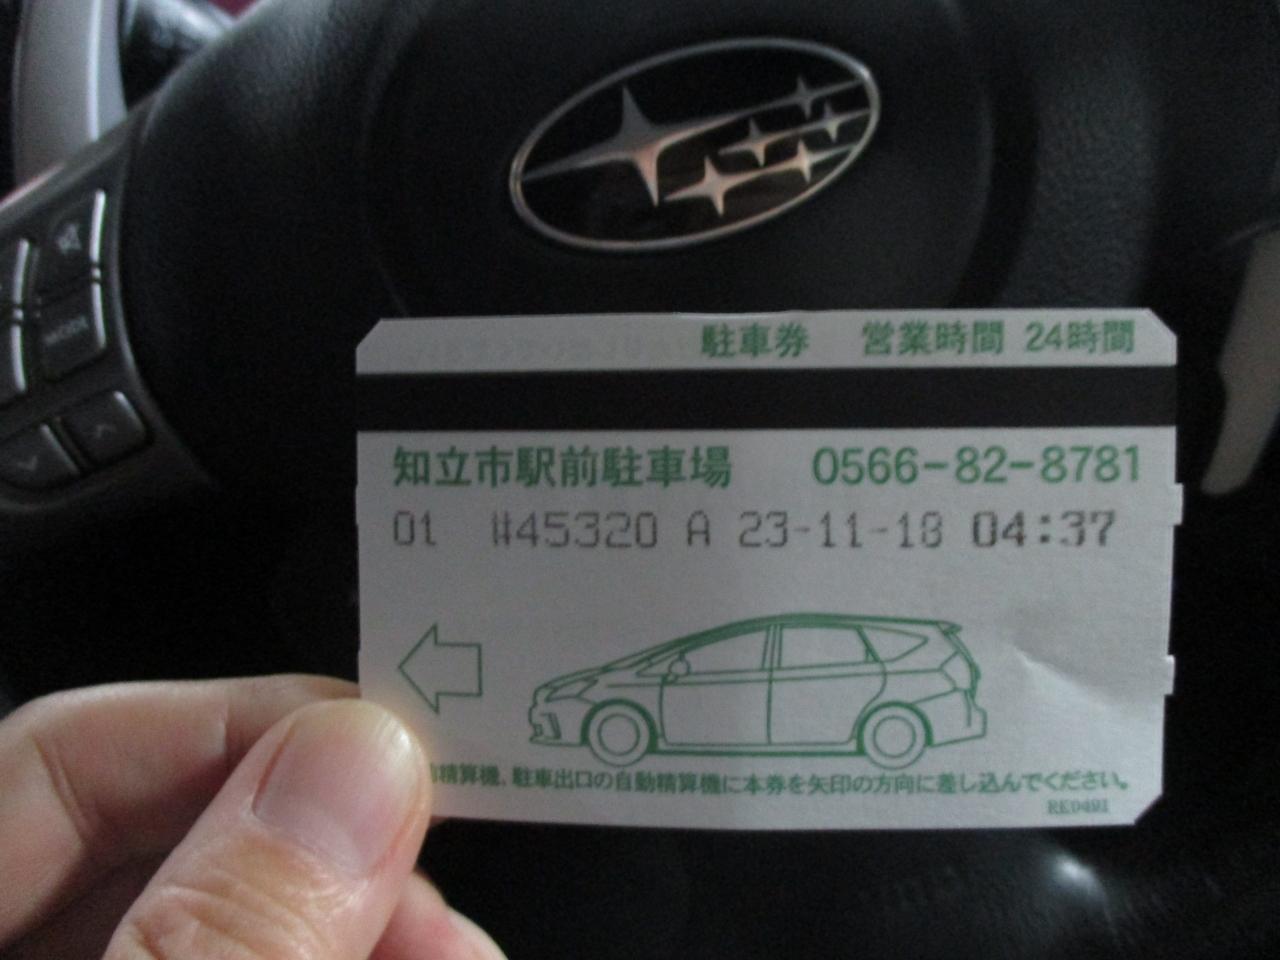 駐車券 営業時間 24時間
知立市駅前駐車場 0566-82-8781
01 #45320 A 23-11-18 04:37
精算機、駐車出口の自動精算機に本券を矢印の方向に差し込んでください。
RE0491
MODE